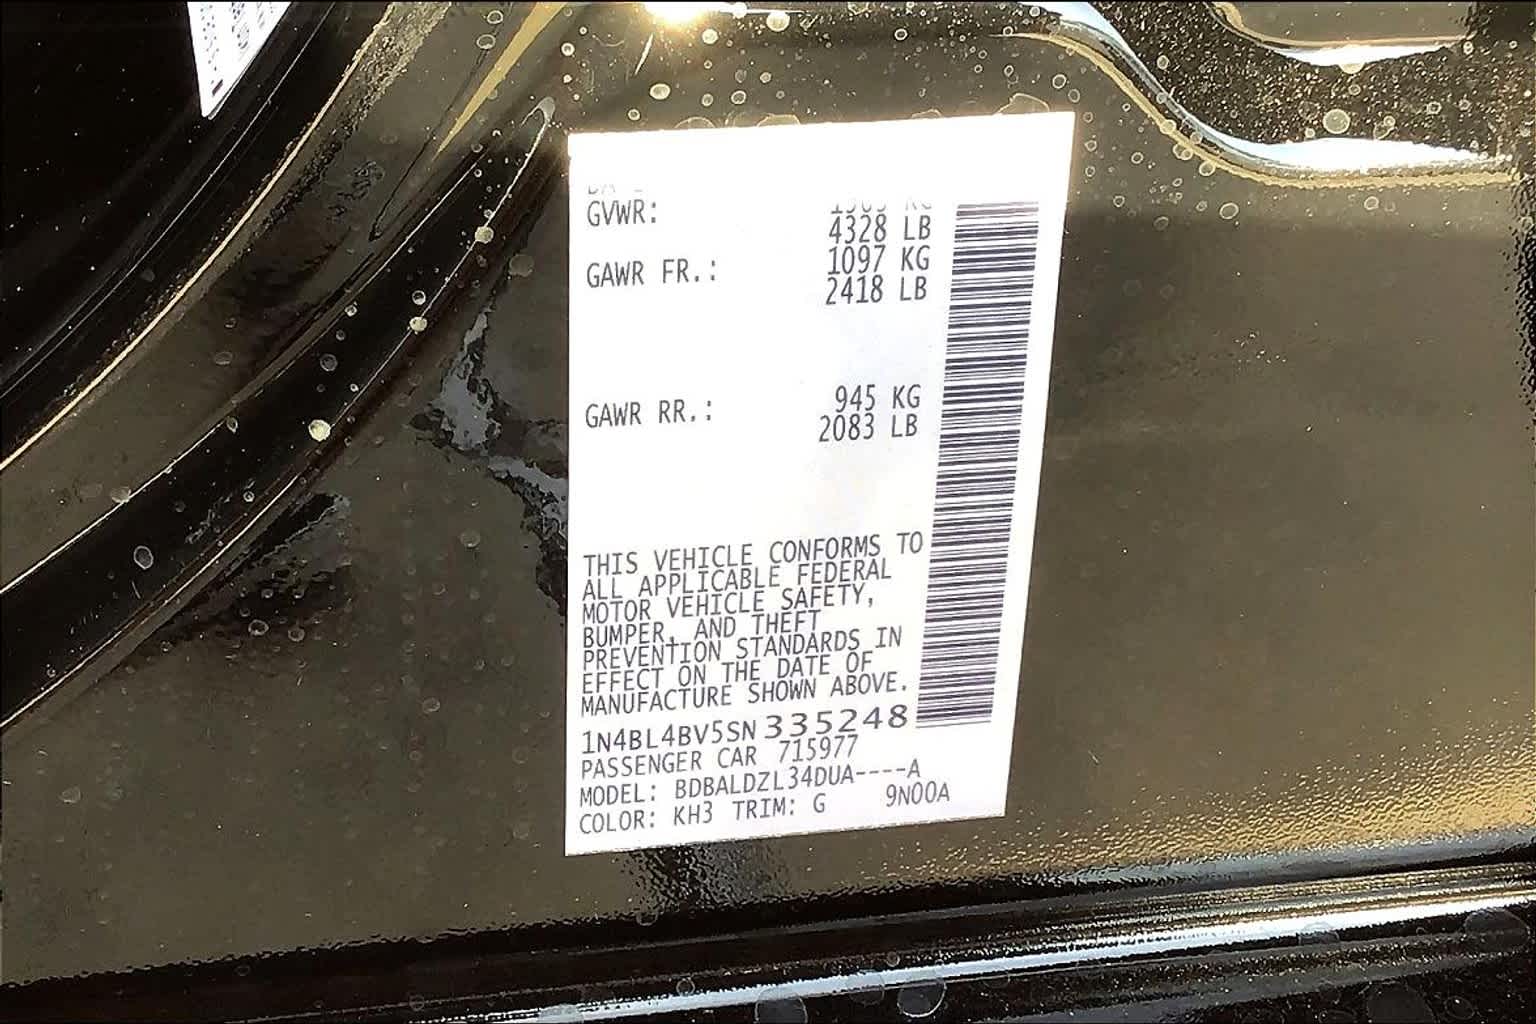 GVWR:
4328 LB
GAWR FR.: 1097 KG
2418 LB
GAWR RR.: 945 KG
2083 LB
THIS VEHICLE CONFORMS TO
ALL APPLICABLE FEDERAL
MOTOR VEHICLE SAFETY,
BUMPER, AND THEFT
PREVENTION STANDARDS IN
EFFECT ON THE DATE OF
MANUFACTURE SHOWN ABOVE.
1N4BL4BV5SN335248
PASSENGER CAR 715977
MODEL: BDBALDZL34DUA----A
COLOR: KH3 TRIM: G 9N00A